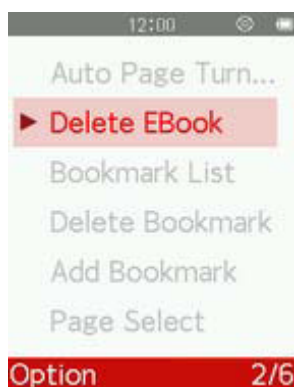 12:00
Auto Page Turn...
Delete EBook
Bookmark List
Delete Bookmark
Add Bookmark
Page Select
Option 2/6